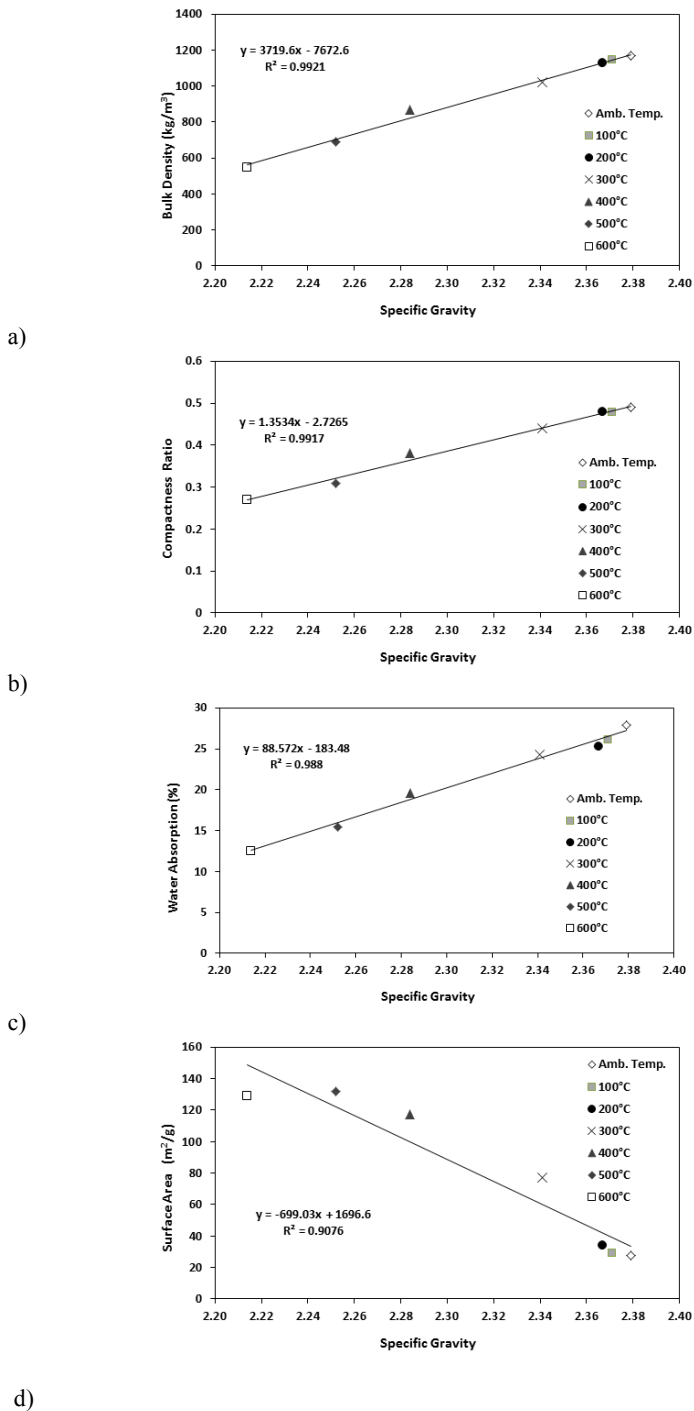 1400
1200
1000
800
600
400
200
0
Bulk Density (kg/m³)
y = 3719.6x - 7672.6
R² = 0.9921
Amb. Temp.
100°C
200°C
300°C
400°C
500°C
600°C
2.20 2.22 2.24 2.26 2.28 2.30 2.32 2.34 2.36 2.38 2.40
Specific Gravity
a)
0.6
0.5
0.4
0.3
0.2
0.1
0
Compactness Ratio
y = 1.3534x - 2.7265
R² = 0.9917
Amb. Temp.
100°C
200°C
300°C
400°C
500°C
600°C
2.20 2.22 2.24 2.26 2.28 2.30 2.32 2.34 2.36 2.38 2.40
Specific Gravity
b)
30
25
20
15
10
5
0
Water Absorption (%)
y = 88.572x - 183.48
R² = 0.988
Amb. Temp.
100°C
200°C
300°C
400°C
500°C
600°C
2.20 2.22 2.24 2.26 2.28 2.30 2.32 2.34 2.36 2.38 2.40
Specific Gravity
c)
160
140
120
100
80
60
40
20
0
Surface Area (m²/g)
y = -699.03x + 1696.6
R² = 0.9076
Amb. Temp.
100°C
200°C
300°C
400°C
500°C
600°C
2.20 2.22 2.24 2.26 2.28 2.30 2.32 2.34 2.36 2.38 2.40
Specific Gravity
d)